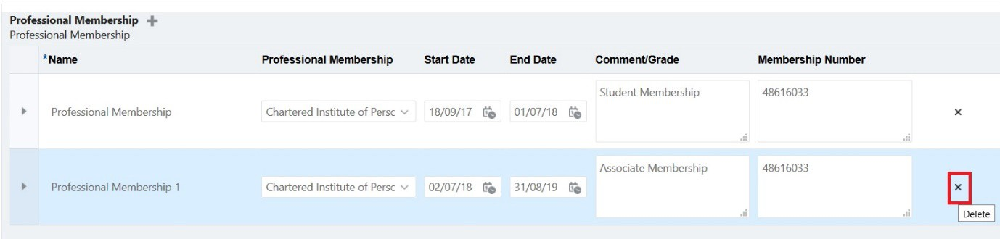 Professional Membership
Professional Membership
*Name Professional Membership Start Date End Date Comment/Grade Membership Number
Professional Membership Chartered Institute of Persc 18/09/17 01/07/18 Student Membership 48616033
Professional Membership 1 Chartered Institute of Persc 02/07/18 31/08/19 Associate Membership 48616033
Delete